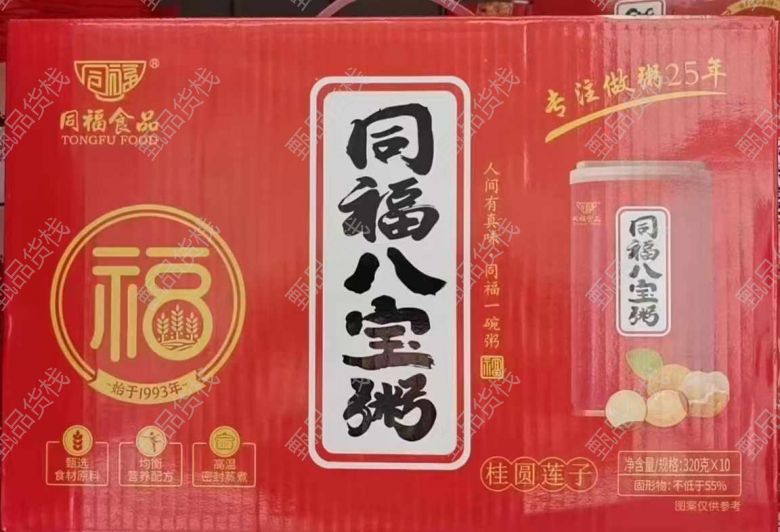 同福
®
同福食品
TONGFU FOOD
福
始于1993年
甄选
食材原料
均衡
营养配方
高温
密封蒸煮
同福八宝粥
人间有真味·同福一碗粥
福
专注做粥25年
同福食品
同福八宝粥
桂圆莲子
净含量/规格:320克×10
固形物:不低于55%
图案仅供参考
甄品货栈